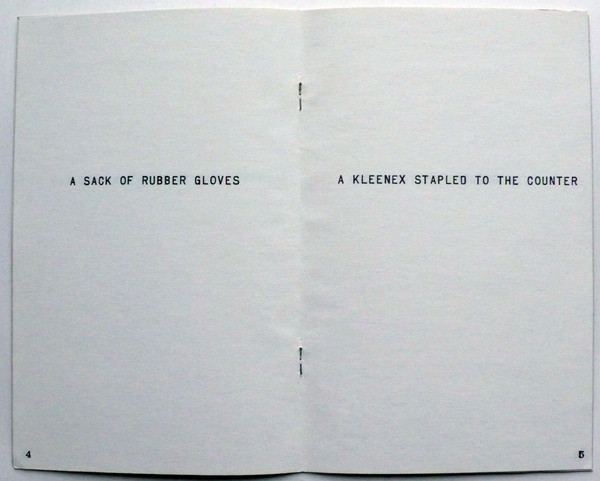 A SACK OF RUBBER GLOVES
A KLEENEX STAPLED TO THE COUNTER
4
5